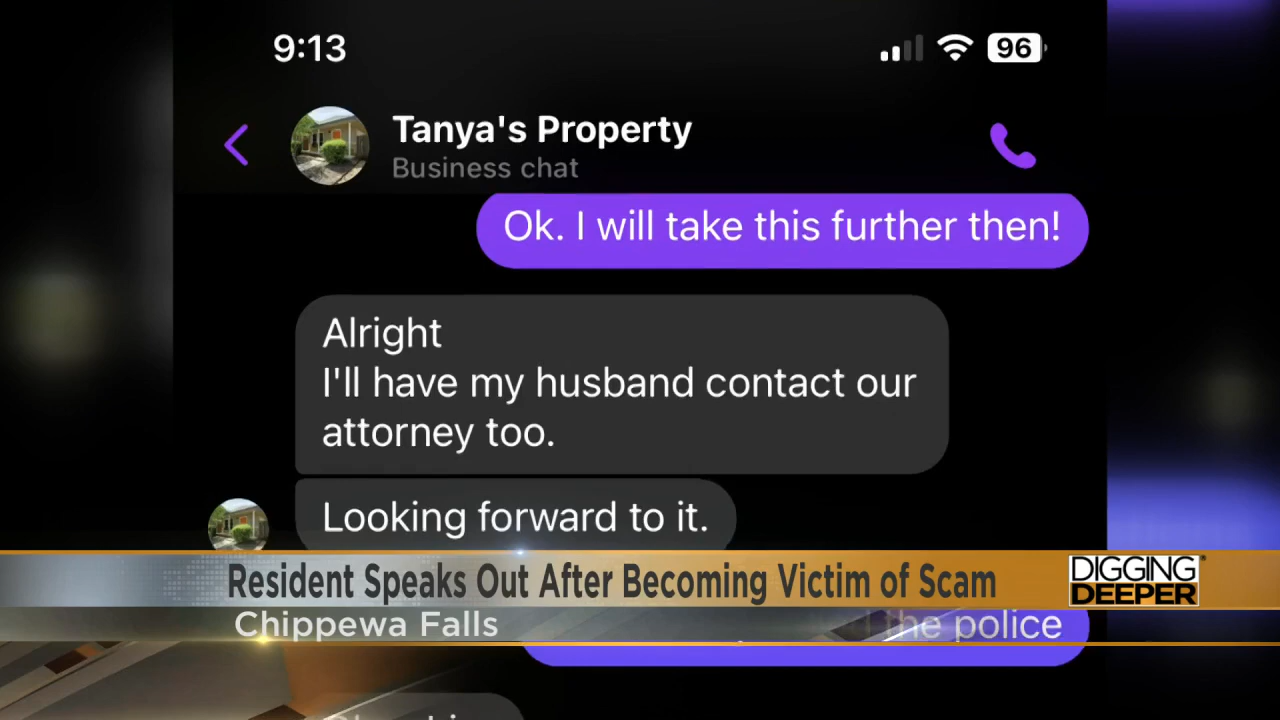 9:13
96
Tanya's Property
Business chat
Ok. I will take this further then!
Alright
I'll have my husband contact our
attorney too.
Looking forward to it.
Resident Speaks Out After Becoming Victim of Scam
DIGGING
DEEPER
Chippewa Falls
the police